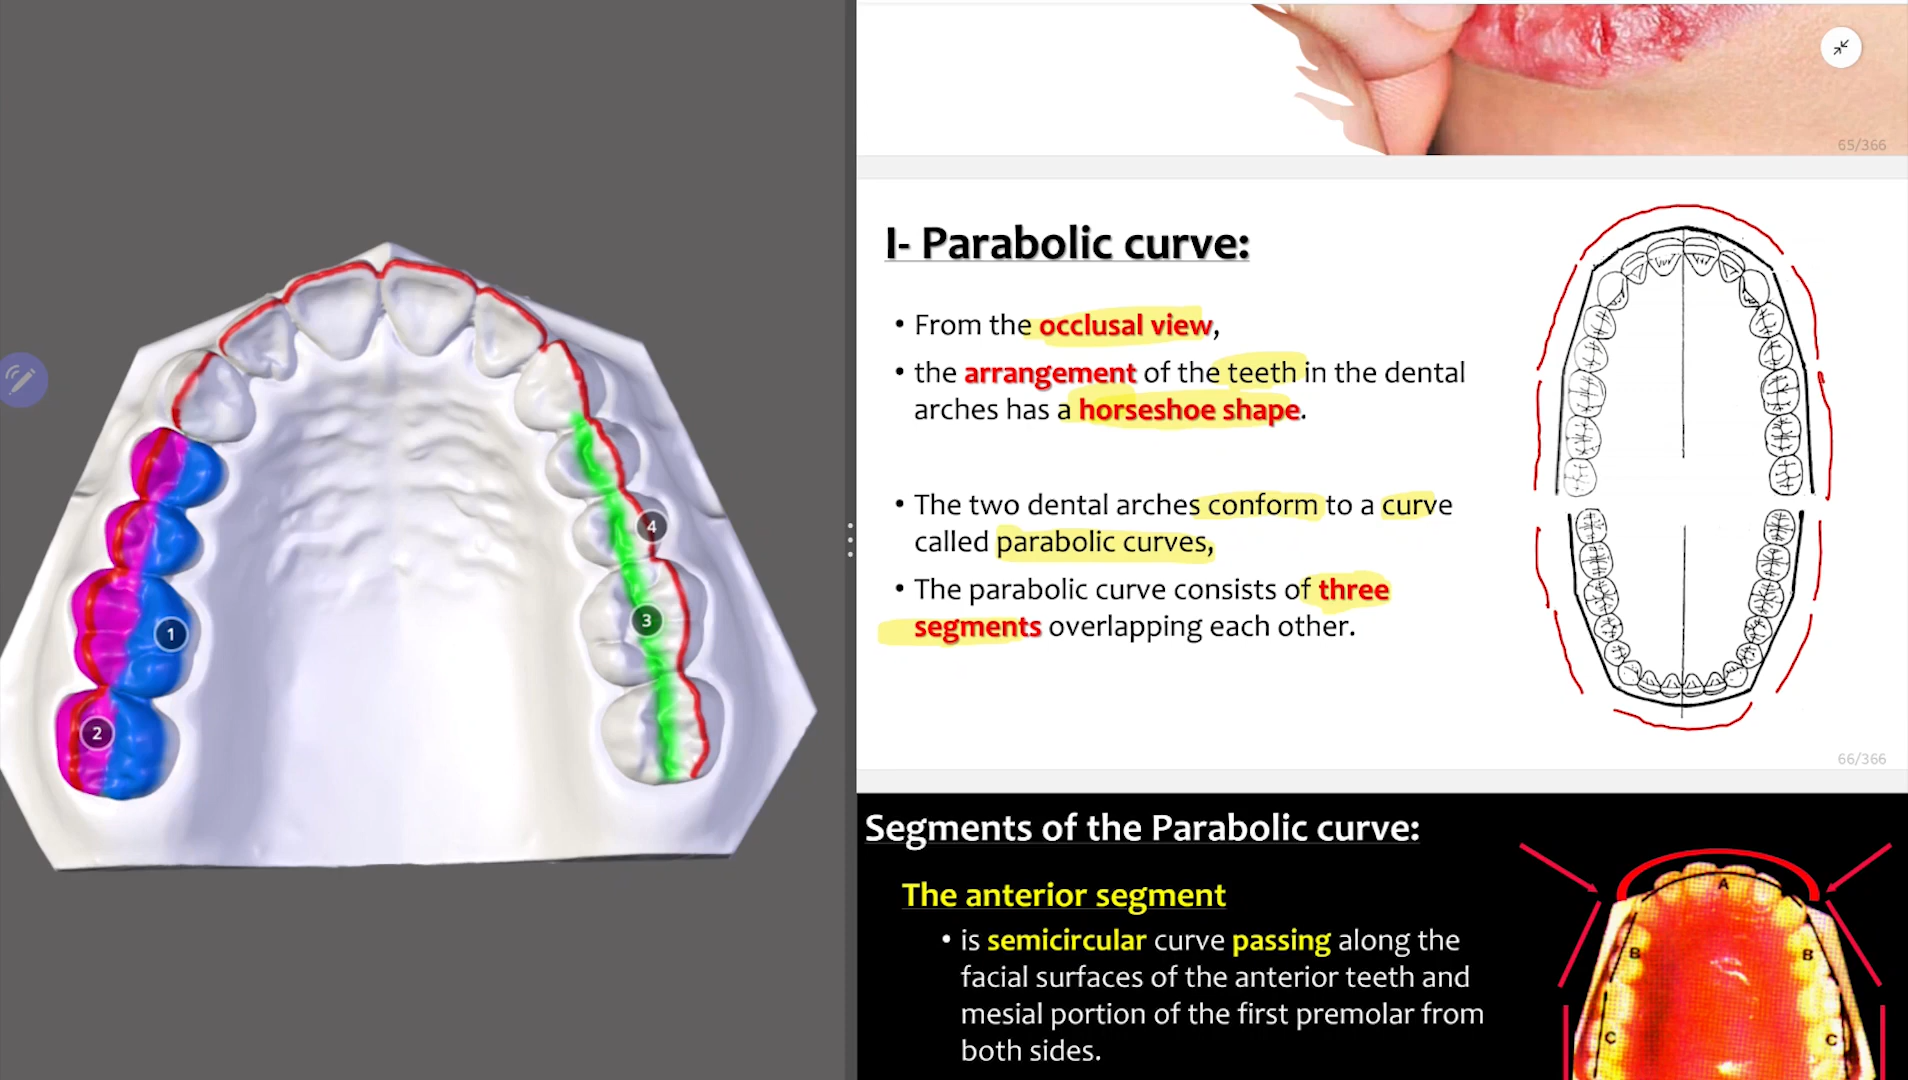 1
2
3
4
65/366
I- Parabolic curve:
• From the occlusal view,
• the arrangement of the teeth in the dental
arches has a horseshoe shape.
• The two dental arches conform to a curve
called parabolic curves,
• The parabolic curve consists of three
segments overlapping each other.
66/366
Segments of the Parabolic curve:
The anterior segment
• is semicircular curve passing along the
facial surfaces of the anterior teeth and
mesial portion of the first premolar from
both sides.
A
B B
C C